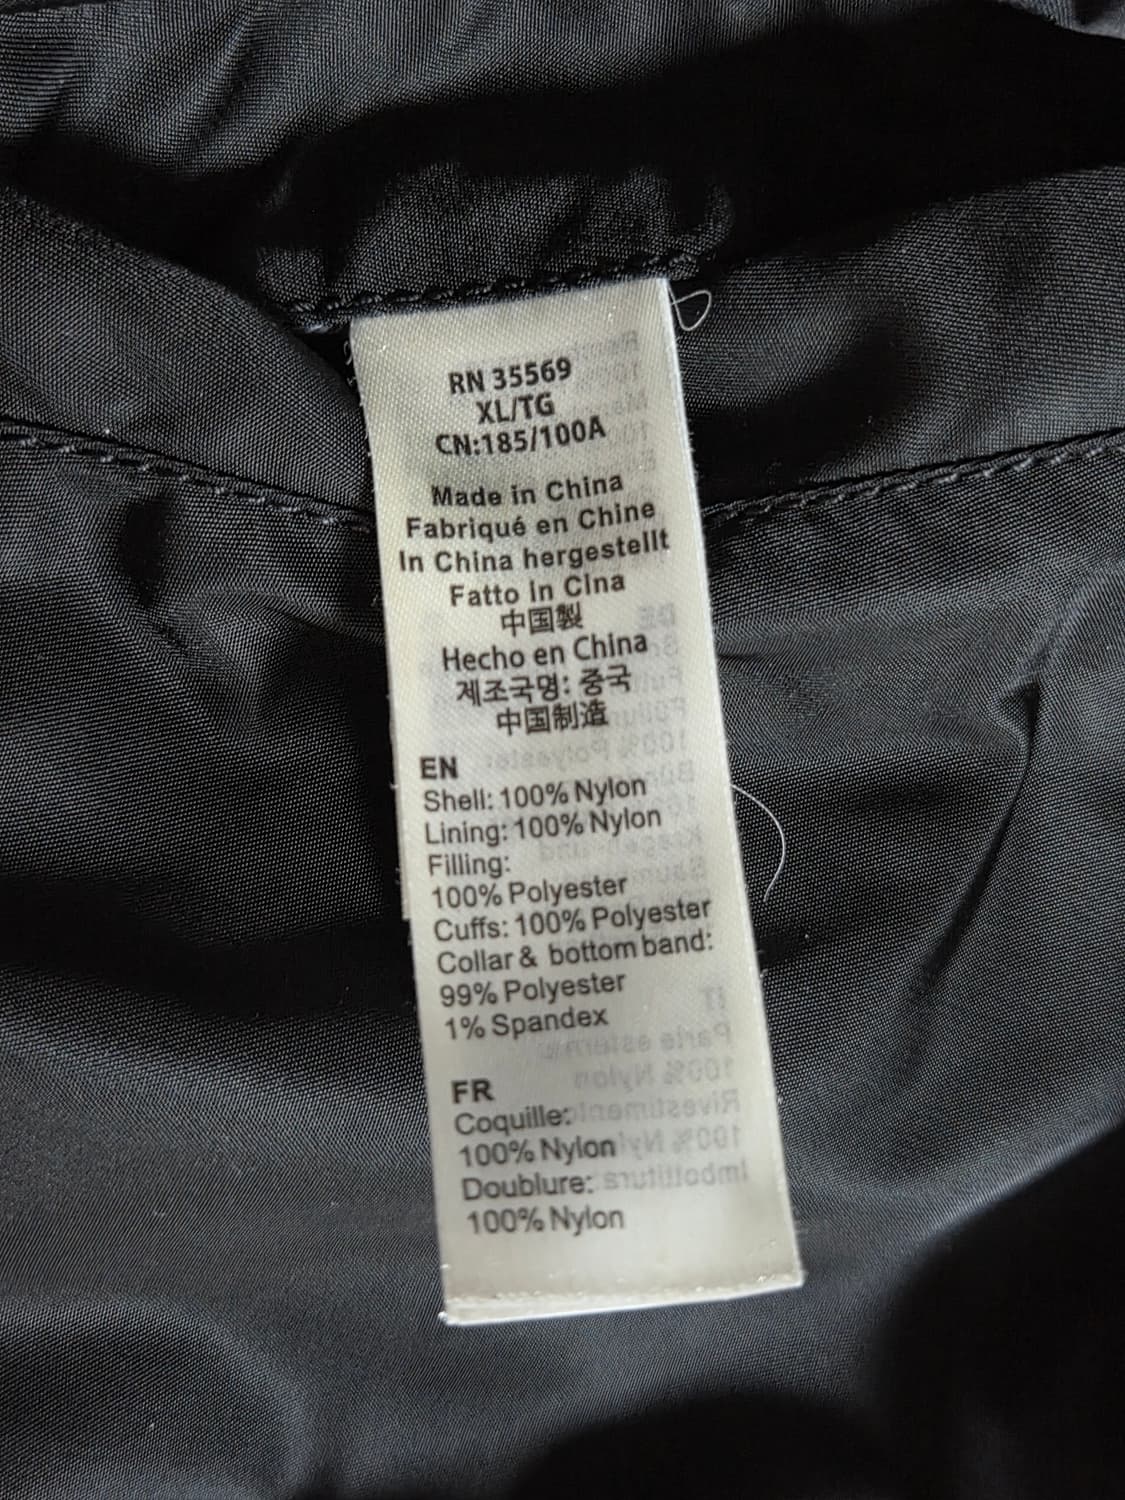 RN 35569
XL/TG
CN:185/100A
Made in China
Fabriqué en Chine
In China hergestellt
Fatto In CIna
中国製
Hecho en China
제조국명: 중국
中国制造
EN
Shell: 100% Nylon
Lining: 100% Nylon
Filling:
100% Polyester
Cuffs: 100% Polyester
Collar & bottom band:
99% Polyester
1% Spandex
FR
Coquille:
100% Nylon
Doublure:
100% Nylon